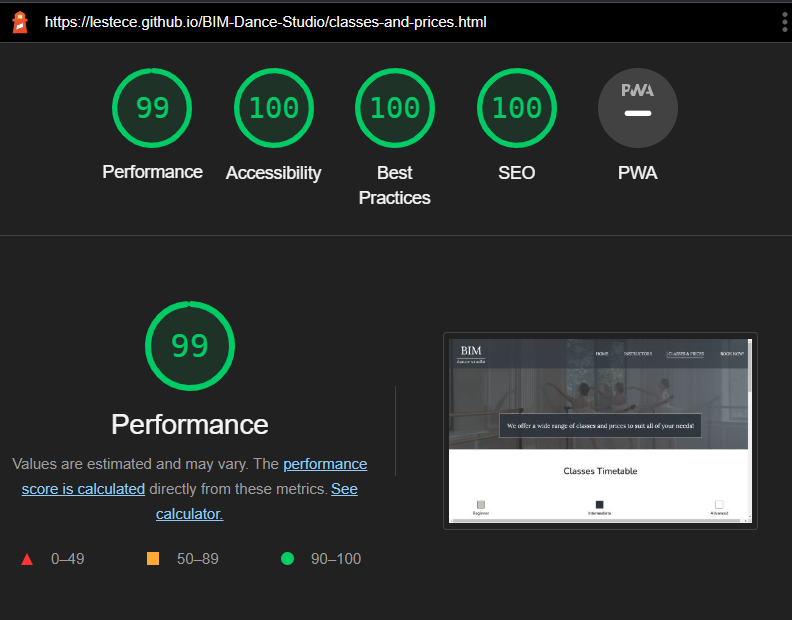 https://lestece.github.io/BIM-Dance-Studio/classes-and-prices.html
99
100
100
100
PWA
Performance
Accessibility
Best
Practices
SEO
PWA
99
Performance
Values are estimated and may vary. The performance
score is calculated directly from these metrics. See
calculator.
0–49
50–89
90–100
BIM
dance studio
HOME
INSTRUCTORS
CLASSES & PRICES
BOOK NOW!
We offer a wide range of classes and prices to suit all of your needs!
Classes Timetable
Beginner
Intermediate
Advanced